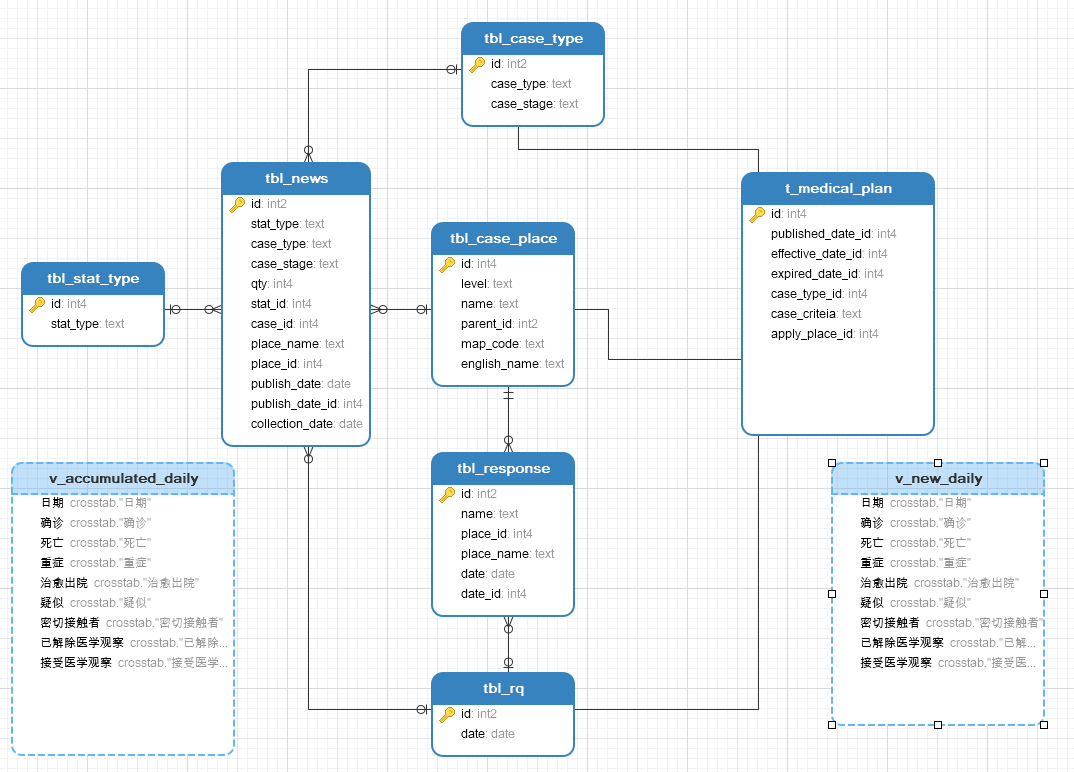 tbl_case_type
id: int2
case_type: text
case_stage: text
tbl_news
id: int2
stat_type: text
case_type: text
case_stage: text
qty: int4
stat_id: int4
case_id: int4
place_name: text
place_id: int4
publish_date: date
publish_date_id: int4
collection_date: date
t_medical_plan
id: int4
published_date_id: int4
effective_date_id: int4
expired_date_id: int4
case_type_id: int4
case_criteia: text
apply_place_id: int4
tbl_case_place
id: int4
level: text
name: text
parent_id: int2
map_code: text
english_name: text
tbl_stat_type
id: int4
stat_type: text
tbl_response
id: int2
name: text
place_id: int4
place_name: text
date: date
date_id: int4
v_accumulated_daily
日期 crosstab."日期"
确诊 crosstab."确诊"
死亡 crosstab."死亡"
重症 crosstab."重症"
治愈出院 crosstab."治愈出院"
疑似 crosstab."疑似"
密切接触者 crosstab."密切接触者"
已解除医学观察 crosstab."已解除...
接受医学观察 crosstab."接受医学...
v_new_daily
日期 crosstab."日期"
确诊 crosstab."确诊"
死亡 crosstab."死亡"
重症 crosstab."重症"
治愈出院 crosstab."治愈出院"
疑似 crosstab."疑似"
密切接触者 crosstab."密切接触者"
已解除医学观察 crosstab."已解...
接受医学观察 crosstab."接受医...
tbl_rq
id: int2
date: date